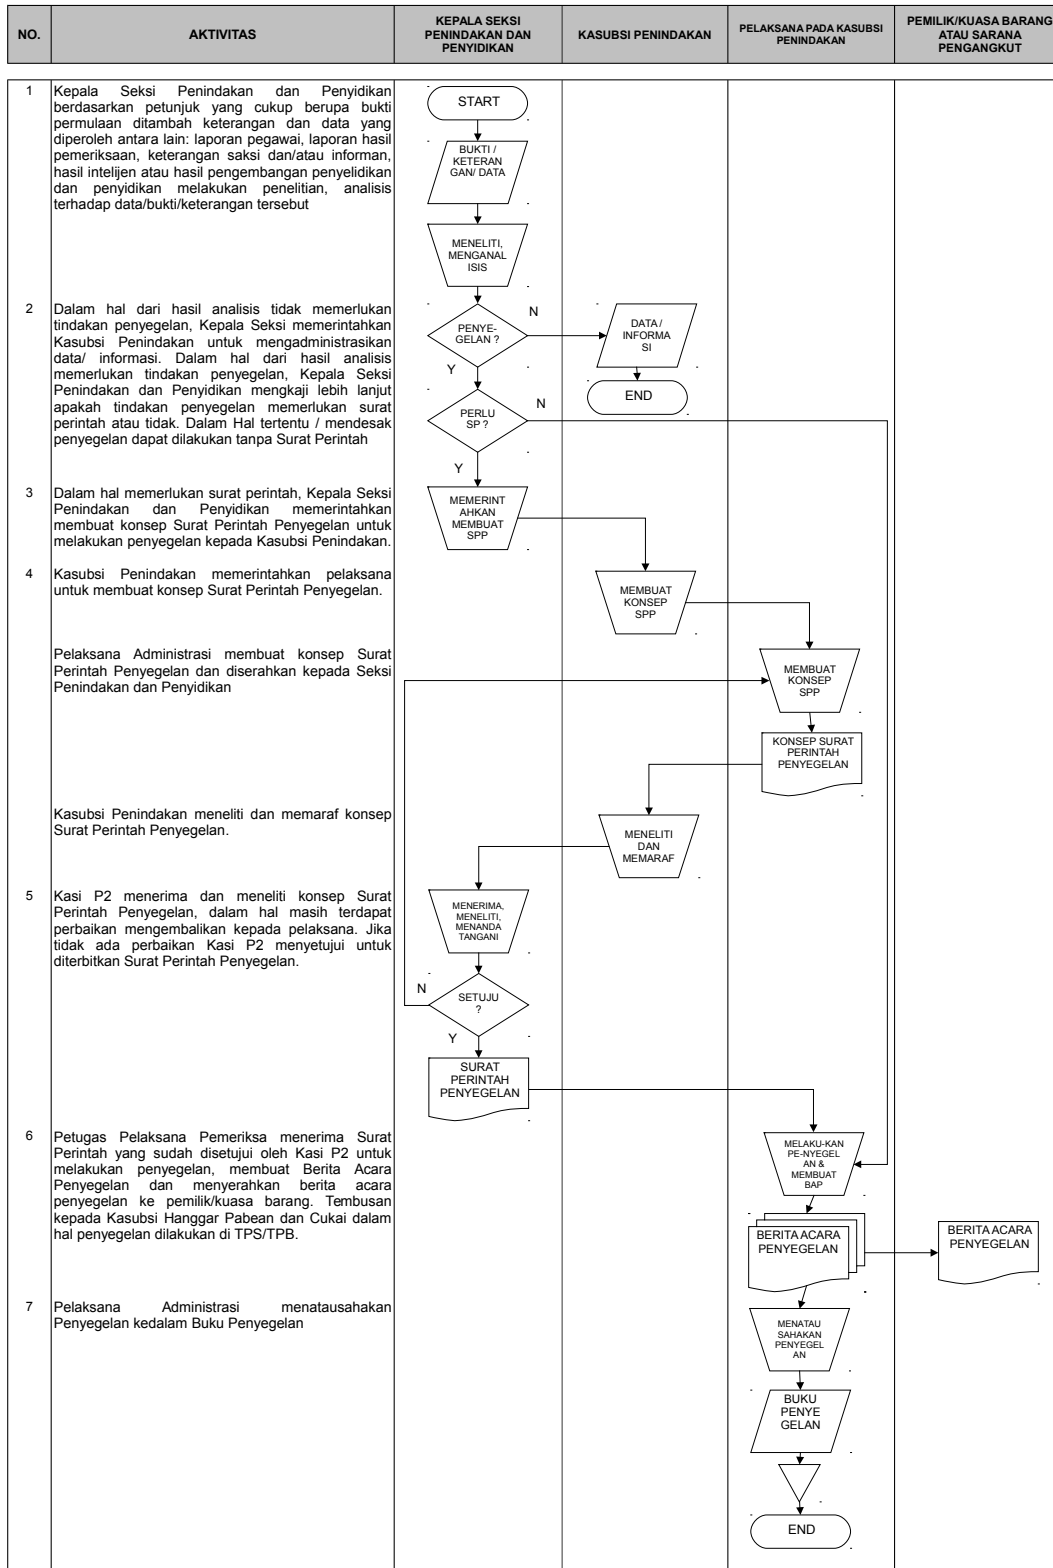 NO.
AKTIVITAS
KEPALA SEKSI
PENINDAKAN DAN
PENYIDIKAN
KASUBSI PENINDAKAN
PELAKSANA PADA KASUBSI
PENINDAKAN
PEMILIK/KUASA BARANG
ATAU SARANA
PENGANGKUT
1
Kepala Seksi Penindakan dan Penyidikan
berdasarkan petunjuk yang cukup berupa bukti
permulaan ditambah keterangan dan data yang
diperoleh antara lain: laporan pegawai, laporan hasil
pemeriksaan, keterangan saksi dan/atau informan,
hasil intelijen atau hasil pengembangan penyelidikan
dan penyidikan melakukan penelitian, analisis
terhadap data/bukti/keterangan tersebut
START
BUKTI /
KETERAN
GAN/ DATA
MENELITI,
MENGANAL
ISIS
2
Dalam hal dari hasil analisis tidak memerlukan
tindakan penyegelan, Kepala Seksi memerintahkan
Kasubsi Penindakan untuk mengadministrasikan
data/ informasi. Dalam hal dari hasil analisis
memerlukan tindakan penyegelan, Kepala Seksi
Penindakan dan Penyidikan mengkaji lebih lanjut
apakah tindakan penyegelan memerlukan surat
perintah atau tidak. Dalam Hal tertentu / mendesak
penyegelan dapat dilakukan tanpa Surat Perintah
PENYE-
GELAN ?
N
DATA /
INFORMA
SI
Y
END
PERLU
SP ?
N
Y
3
Dalam hal memerlukan surat perintah, Kepala Seksi
Penindakan dan Penyidikan memerintahkan
membuat konsep Surat Perintah Penyegelan untuk
melakukan penyegelan kepada Kasubsi Penindakan.
MEMERINT
AHKAN
MEMBUAT
SPP
4
Kasubsi Penindakan memerintahkan pelaksana
untuk membuat konsep Surat Perintah Penyegelan.
MEMBUAT
KONSEP
SPP
Pelaksana Administrasi membuat konsep Surat
Perintah Penyegelan dan diserahkan kepada Seksi
Penindakan dan Penyidikan
MEMBUAT
KONSEP
SPP
KONSEP SURAT
PERINTAH
PENYEGELAN
Kasubsi Penindakan meneliti dan memaraf konsep
Surat Perintah Penyegelan.
MENELITI
DAN
MEMARAF
5
Kasi P2 menerima dan meneliti konsep Surat
Perintah Penyegelan, dalam hal masih terdapat
perbaikan mengembalikan kepada pelaksana. Jika
tidak ada perbaikan Kasi P2 menyetujui untuk
diterbitkan Surat Perintah Penyegelan.
MENERIMA,
MENELITI,
MENANDA
TANGANI
N
SETUJU
?
Y
SURAT
PERINTAH
PENYEGELAN
6
Petugas Pelaksana Pemeriksa menerima Surat
Perintah yang sudah disetujui oleh Kasi P2 untuk
melakukan penyegelan, membuat Berita Acara
Penyegelan dan menyerahkan berita acara
penyegelan ke pemilik/kuasa barang. Tembusan
kepada Kasubsi Hanggar Pabean dan Cukai dalam
hal penyegelan dilakukan di TPS/TPB.
MELAKU-KAN
PE-NYEGEL
AN &
MEMBUAT
BAP
BERITA ACARA
PENYEGELAN
BERITA ACARA
PENYEGELAN
7
Pelaksana Administrasi menatausahakan
Penyegelan kedalam Buku Penyegelan
MENATAU
SAHAKAN
PENYEGEL
AN
BUKU
PENYE
GELAN
END